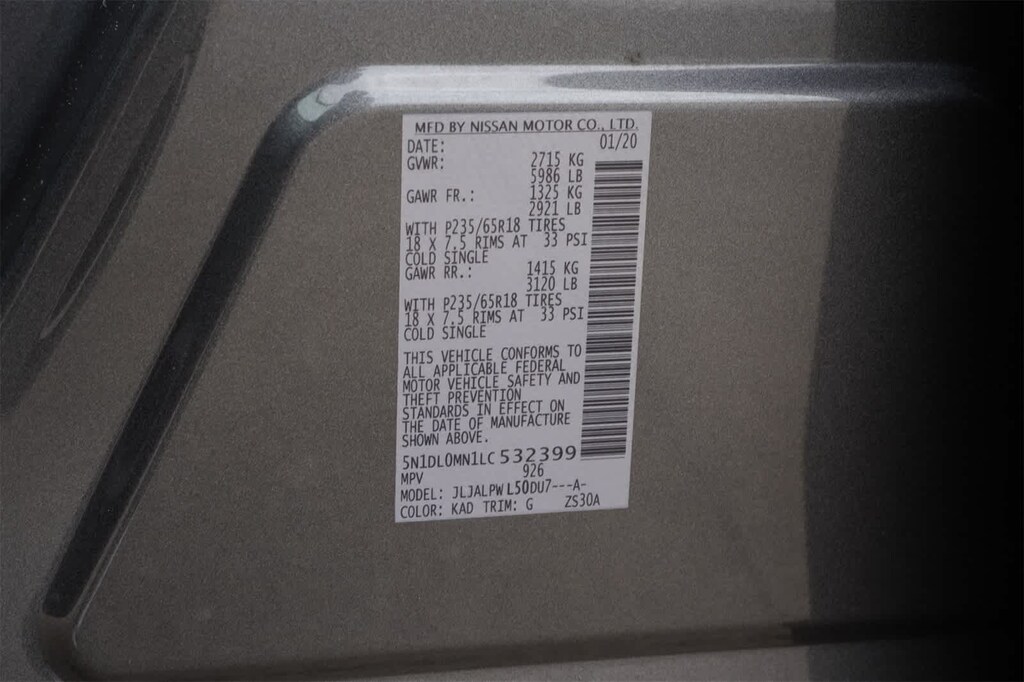 MFD BY NISSAN MOTOR CO., LTD.
DATE: 01/20
GVWR: 2715 KG
5986 LB
GAWR FR.: 1325 KG
2921 LB
WITH P235/65R18 TIRES
18 X 7.5 RIMS AT 33 PSI
COLD SINGLE
GAWR RR.: 1415 KG
3120 LB
WITH P235/65R18 TIRES
18 X 7.5 RIMS AT 33 PSI
COLD SINGLE
THIS VEHICLE CONFORMS TO
ALL APPLICABLE FEDERAL
MOTOR VEHICLE SAFETY AND
THEFT PREVENTION
STANDARDS IN EFFECT ON
THE DATE OF MANUFACTURE
SHOWN ABOVE.
5N1DL0MN1LC 532399
MPV 926
MODEL: JLJALPW L50DU7---A-
COLOR: KAD TRIM: G ZS30A